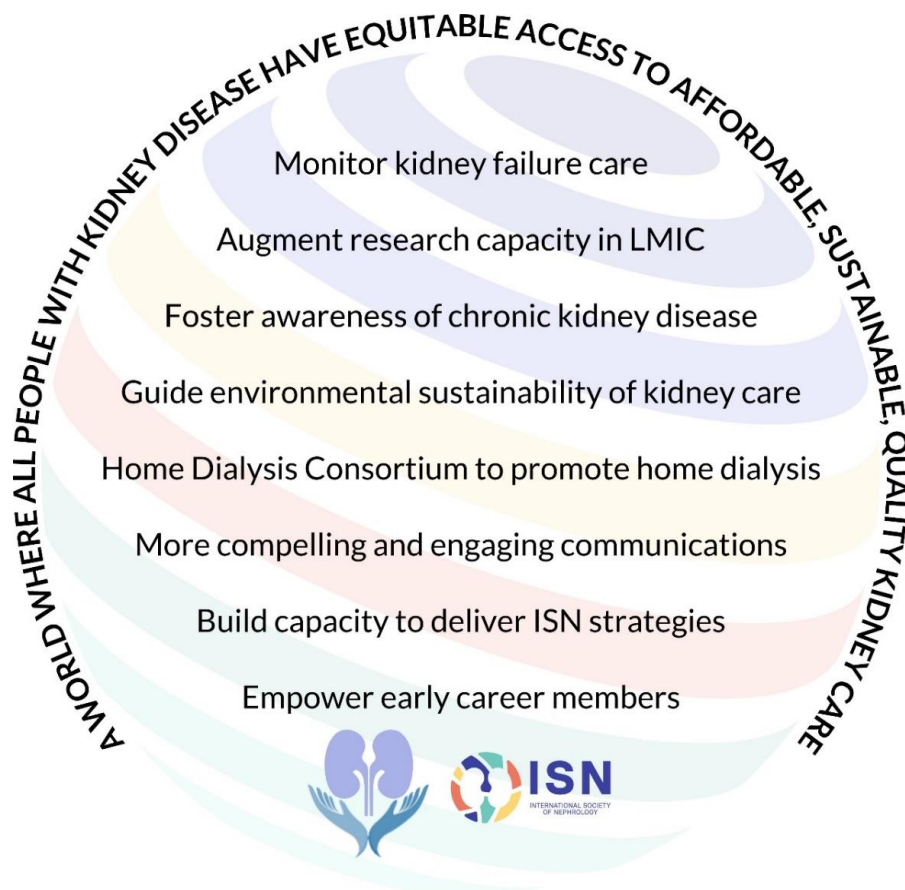 A WORLD WHERE ALL PEOPLE WITH KIDNEY DISEASE HAVE EQUITABLE ACCESS TO AFFORDABLE, SUSTAINABLE, QUALITY KIDNEY CARE
Monitor kidney failure care
Augment research capacity in LMIC
Foster awareness of chronic kidney disease
Guide environmental sustainability of kidney care
Home Dialysis Consortium to promote home dialysis
More compelling and engaging communications
Build capacity to deliver ISN strategies
Empower early career members
ISN
INTERNATIONAL SOCIETY
OF NEPHROLOGY